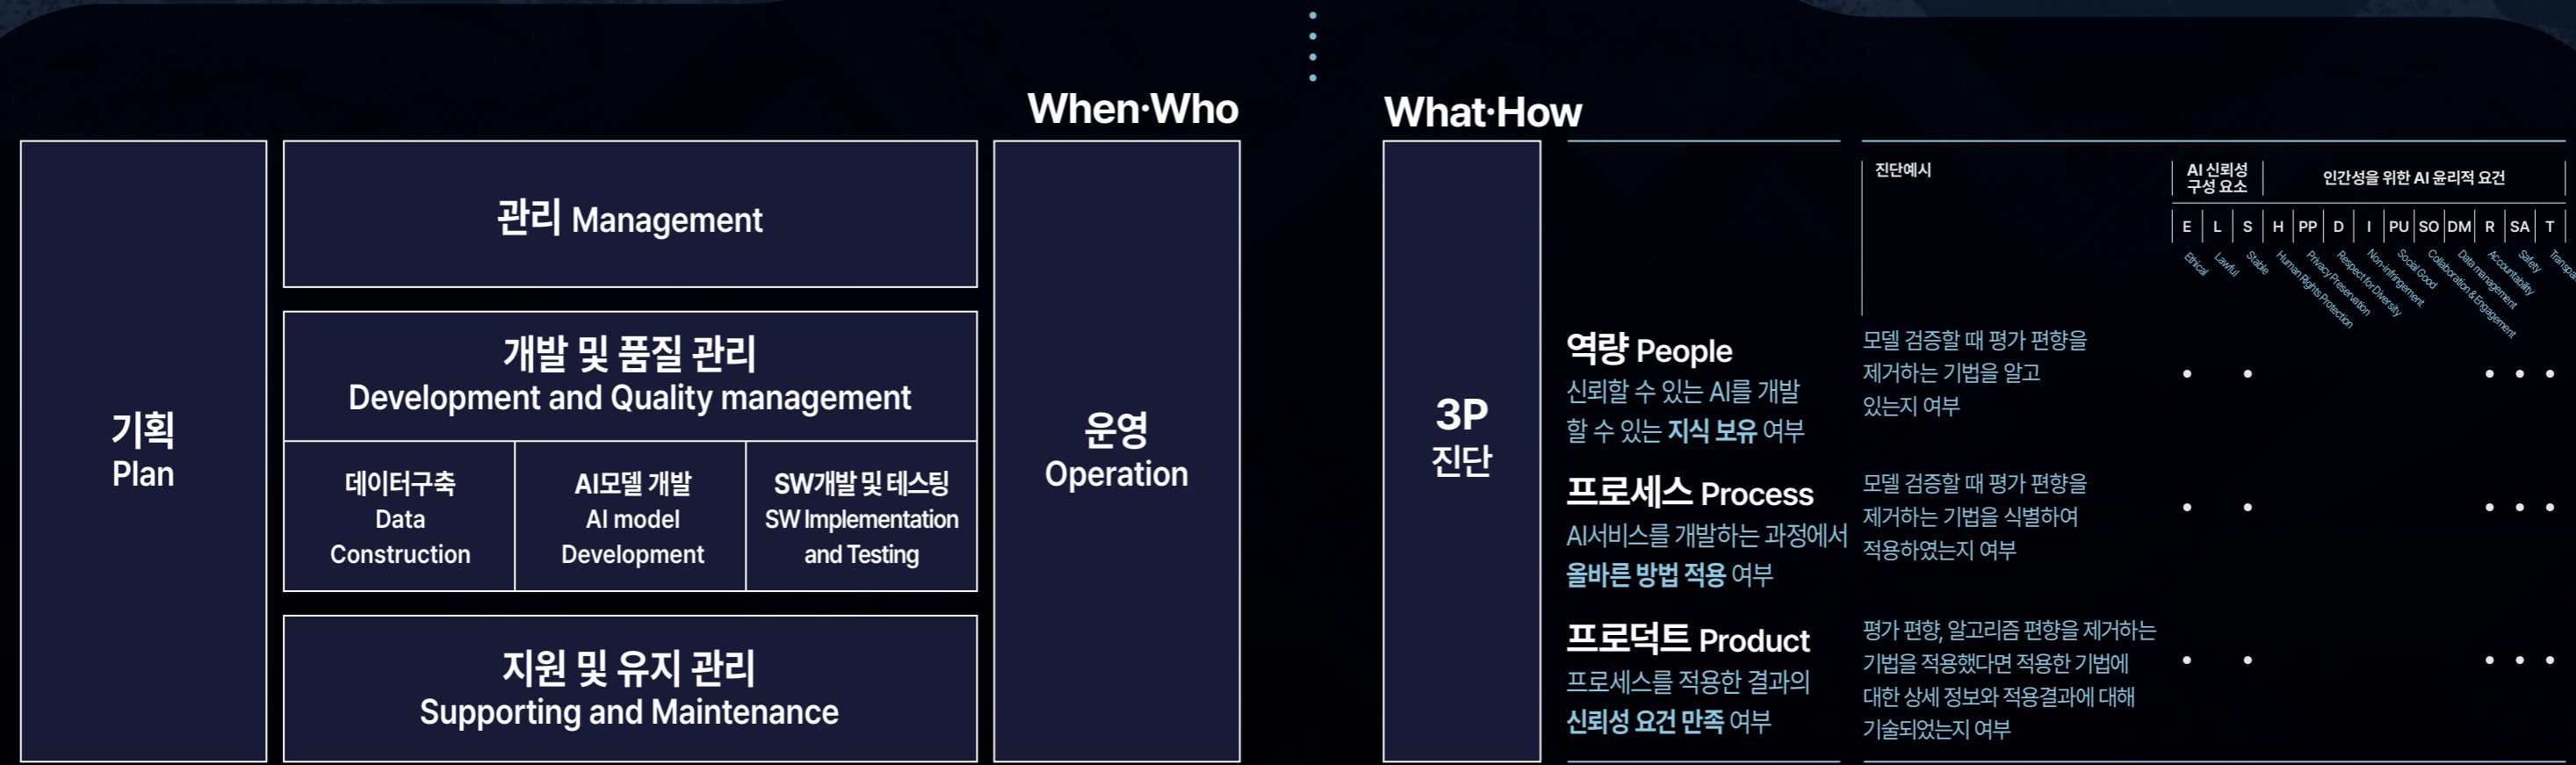 When·Who
기획
Plan
관리 Management
개발 및 품질 관리
Development and Quality management
데이터구축
Data
Construction
AI모델 개발
AI model
Development
SW개발 및 테스팅
SW Implementation
and Testing
지원 및 유지 관리
Supporting and Maintenance
운영
Operation
What·How
3P
진단
진단예시
AI 신뢰성
구성 요소
인간성을 위한 AI 윤리적 요건
E L S H PP D I PU SO DM R SA T
Ethical
Lawful
Stable
Human Rights Protection
Privacy Preservation
Respect for Diversity
Non-infringement
Social Good
Collaboration & Engagement
Data management
Accountability
Safety
역량 People
신뢰할 수 있는 AI를 개발
할 수 있는 지식 보유 여부
모델 검증할 때 평가 편향을
제거하는 기법을 알고
있는지 여부
프로세스 Process
AI서비스를 개발하는 과정에서
올바른 방법 적용 여부
모델 검증할 때 평가 편향을
제거하는 기법을 식별하여
적용하였는지 여부
프로덕트 Product
프로세스를 적용한 결과의
신뢰성 요건 만족 여부
평가 편향, 알고리즘 편향을 제거하는
기법을 적용했다면 적용한 기법에
대한 상세 정보와 적용결과에 대해
기술되었는지 여부